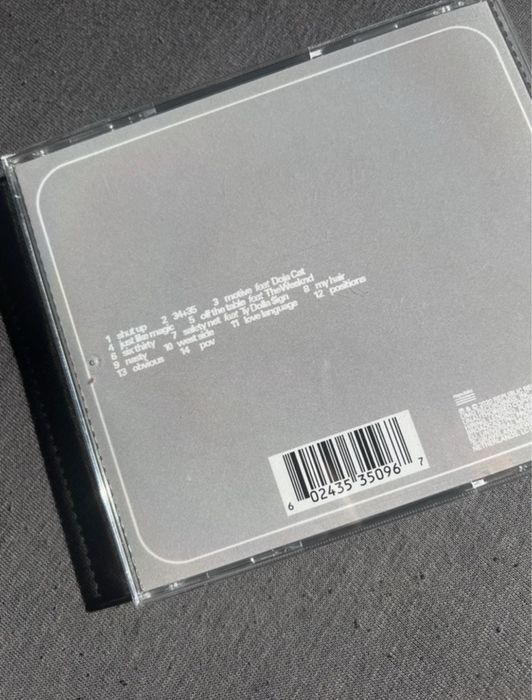 1 shut up 2 34+35 3 motive feat Doja Cat
4 just like magic 5 off the table feat The Weeknd
6 six thirty 7 safety net feat Ty Dolla $ign 8 my hair
9 nasty 10 west side 11 love language 12 positions
13 obvious 14 pov
6 02435 35096 7